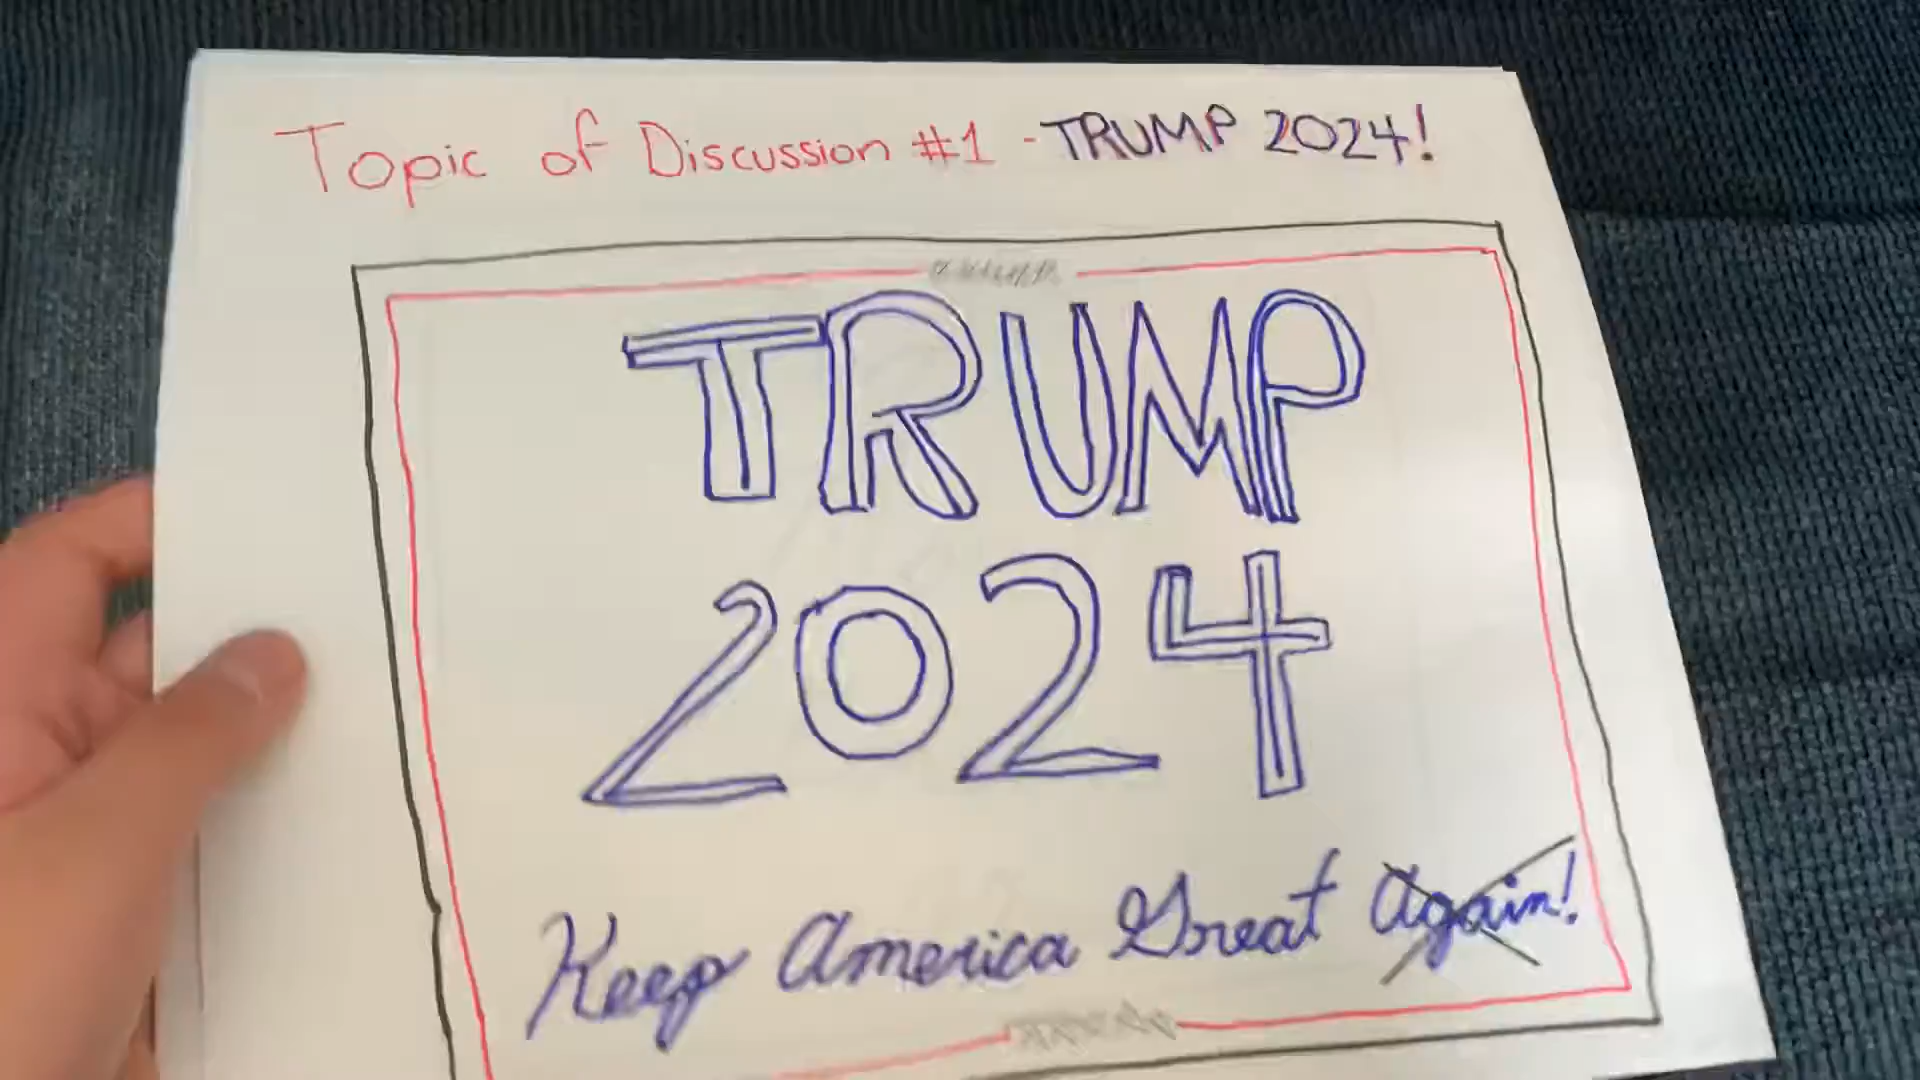 Topic of Discussion #1 - TRUMP 2024!
TRUMP
2024
Keep America Great Again!